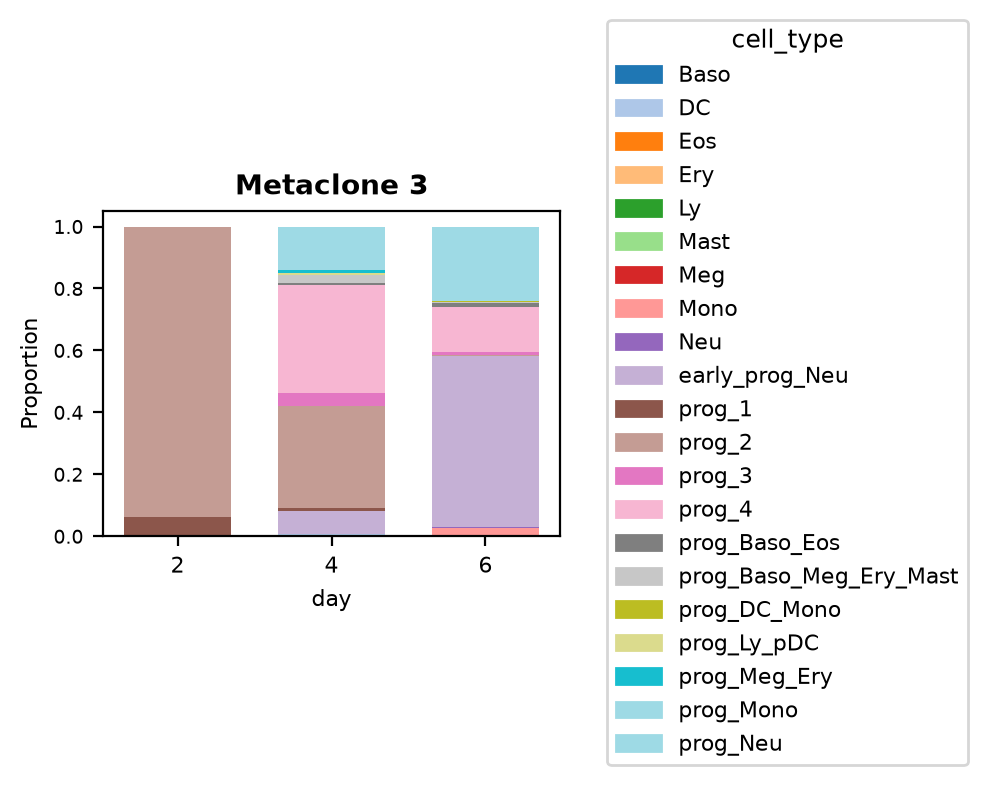 Metaclone 3
Proportion
1.0
0.8
0.6
0.4
0.2
0.0
2 4 6
day
cell_type
Baso
DC
Eos
Ery
Ly
Mast
Meg
Mono
Neu
early_prog_Neu
prog_1
prog_2
prog_3
prog_4
prog_Baso_Eos
prog_Baso_Meg_Ery_Mast
prog_DC_Mono
prog_Ly_pDC
prog_Meg_Ery
prog_Mono
prog_Neu